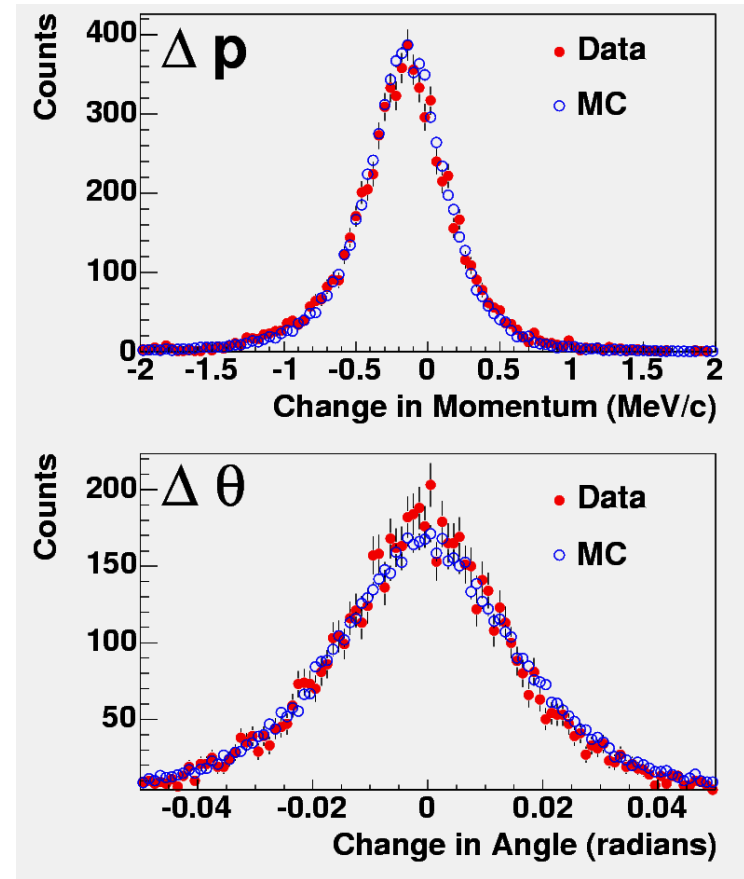 Δ p
Counts
Data
MC
400
300
200
100
0
-2 -1.5 -1 -0.5 0 0.5 1 1.5 2
Change in Momentum (MeV/c)
Δ θ
Counts
Data
MC
200
150
100
50
-0.04 -0.02 0 0.02 0.04
Change in Angle (radians)